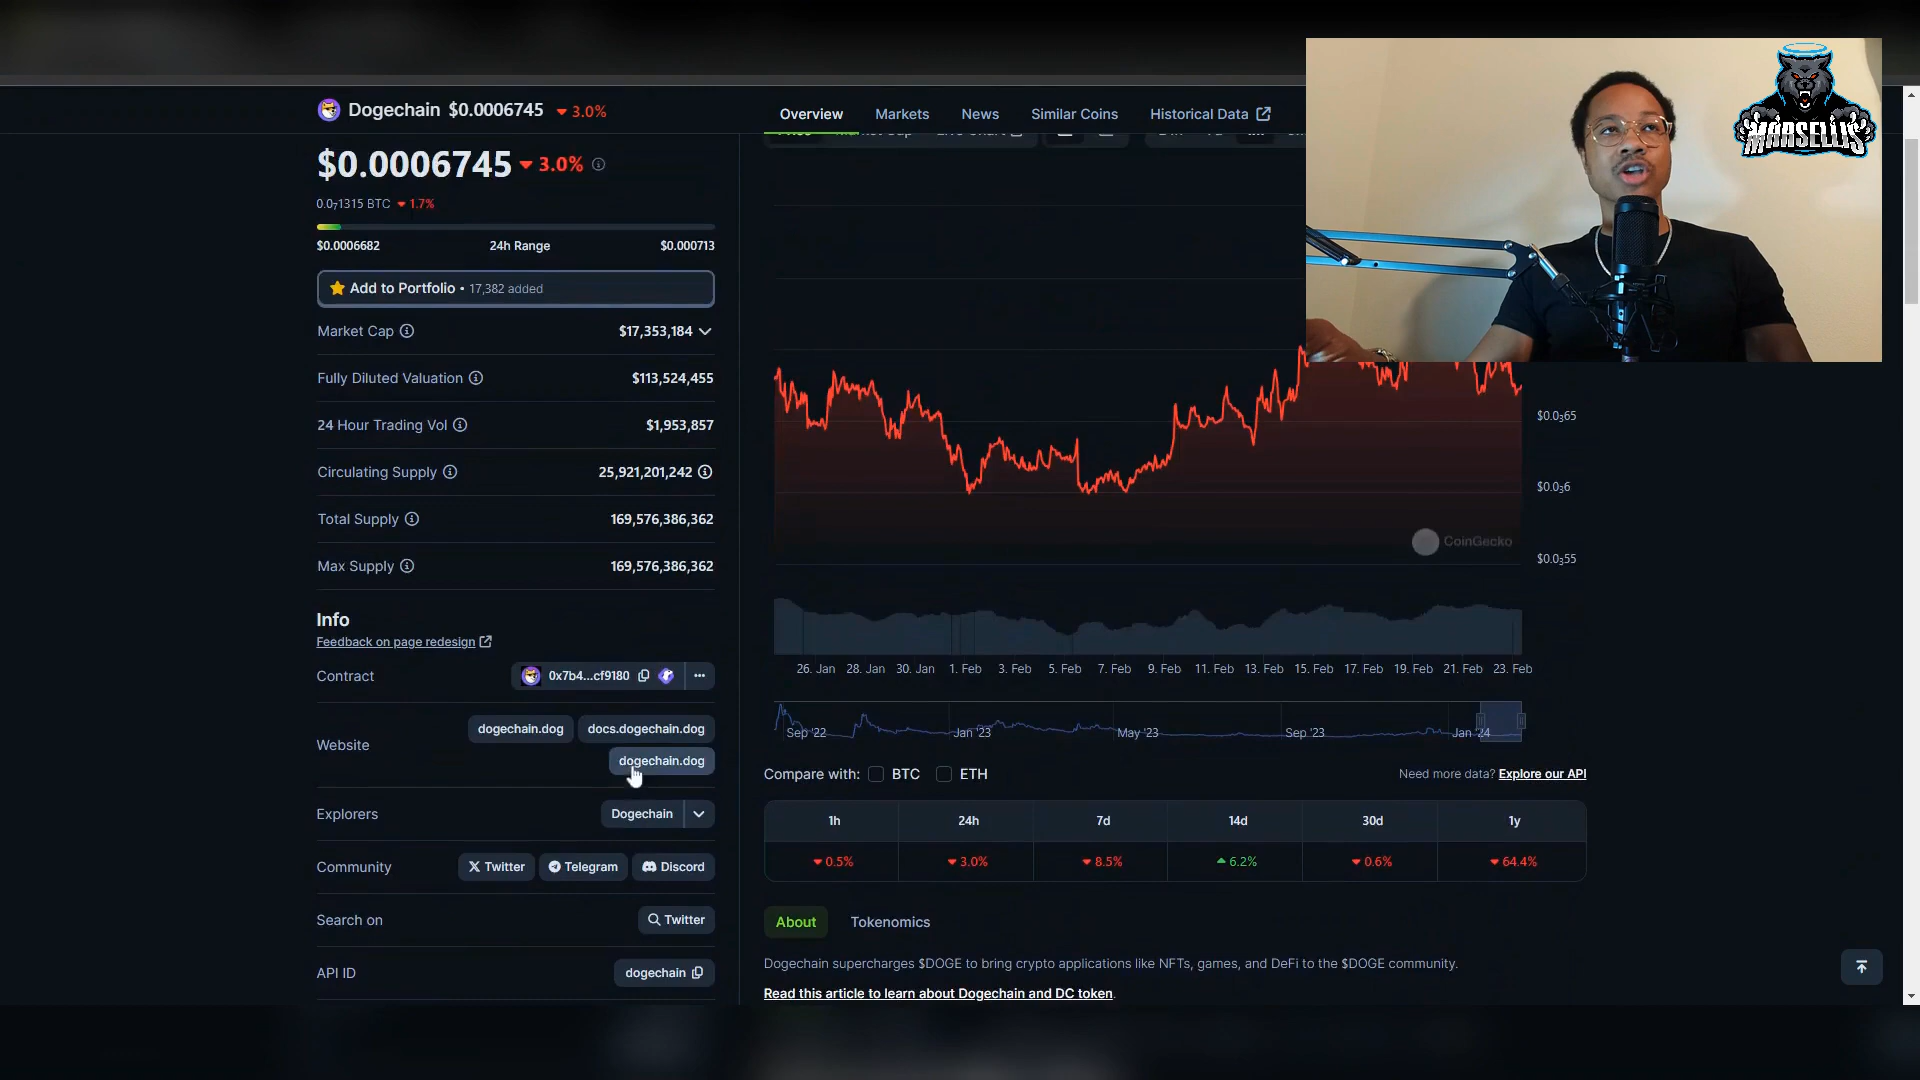 Dogechain $0.0006745 3.0%
Overview Markets News Similar Coins Historical Data
$0.0006745 3.0%
0.0₇1315 BTC 1.7%
$0.0006682 24h Range $0.000713
Add to Portfolio • 17,382 added
Market Cap $17,353,184
Fully Diluted Valuation $113,524,455
24 Hour Trading Vol $1,953,857
Circulating Supply 25,921,201,242
Total Supply 169,576,386,362
Max Supply 169,576,386,362
Info
Feedback on page redesign
Contract 0x7b4...cf9180
Website dogechain.dog docs.dogechain.dog
dogechain.dog
Explorers Dogechain
Community Twitter Telegram Discord
Search on Twitter
API ID dogechain
MARSELLIS
$0.0₃65
$0.0₃6
CoinGecko
$0.0₃55
26. Jan 28. Jan 30. Jan 1. Feb 3. Feb 5. Feb 7. Feb 9. Feb 11. Feb 13. Feb 15. Feb 17. Feb 19. Feb 21. Feb 23. Feb
Sep '22 Jan '23 May '23 Sep '23 Jan '24
Compare with: BTC ETH Need more data? Explore our API
1h 24h 7d 14d 30d 1y
0.5% 3.0% 8.5% 6.2% 0.6% 64.4%
About Tokenomics
Dogechain supercharges $DOGE to bring crypto applications like NFTs, games, and DeFi to the $DOGE community.
Read this article to learn about Dogechain and DC token.